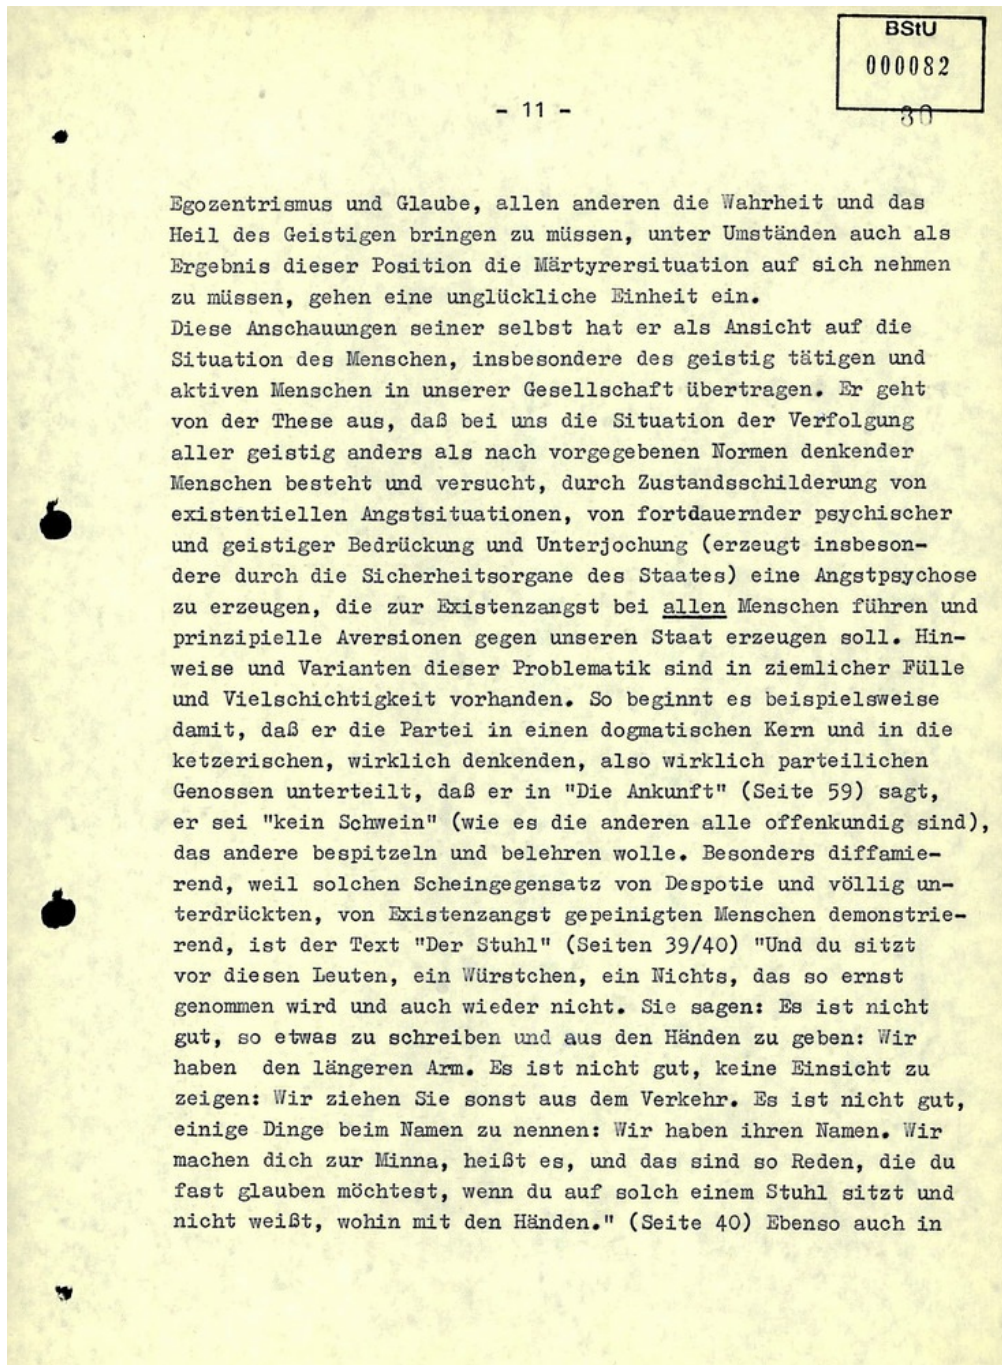 BStU
000082
30
- 11 -
Egozentrismus und Glaube, allen anderen die Wahrheit und das
Heil des Geistigen bringen zu müssen, unter Umständen auch als
Ergebnis dieser Position die Märtyrersituation auf sich nehmen
zu müssen, gehen eine unglückliche Einheit ein.
Diese Anschauungen seiner selbst hat er als Ansicht auf die
Situation des Menschen, insbesondere des geistig tätigen und
aktiven Menschen in unserer Gesellschaft übertragen. Er geht
von der These aus, daß bei uns die Situation der Verfolgung
aller geistig anders als nach vorgegebenen Normen denkender
Menschen besteht und versucht, durch Zustandsschilderung von
existentiellen Angstsituationen, von fortdauernder psychischer
und geistiger Bedrückung und Unterjochung (erzeugt insbeson-
dere durch die Sicherheitsorgane des Staates) eine Angstpsychose
zu erzeugen, die zur Existenzangst bei allen Menschen führen und
prinzipielle Aversionen gegen unseren Staat erzeugen soll. Hin-
weise und Varianten dieser Problematik sind in ziemlicher Fülle
und Vielschichtigkeit vorhanden. So beginnt es beispielsweise
damit, daß er die Partei in einen dogmatischen Kern und in die
ketzerischen, wirklich denkenden, also wirklich parteilichen
Genossen unterteilt, daß er in "Die Ankunft" (Seite 59) sagt,
er sei "kein Schwein" (wie es die anderen alle offenkundig sind),
das andere bespitzeln und belehren wolle. Besonders diffamie-
rend, weil solchen Scheingegensatz von Despotie und völlig un-
terdrückten, von Existenzangst gepeinigten Menschen demonstrie-
rend, ist der Text "Der Stuhl" (Seiten 39/40) "Und du sitzt
vor diesen Leuten, ein Würstchen, ein Nichts, das so ernst
genommen wird und auch wieder nicht. Sie sagen: Es ist nicht
gut, so etwas zu schreiben und aus den Händen zu geben: Wir
haben den längeren Arm. Es ist nicht gut, keine Einsicht zu
zeigen: Wir ziehen Sie sonst aus dem Verkehr. Es ist nicht gut,
einige Dinge beim Namen zu nennen: Wir haben ihren Namen. Wir
machen dich zur Minna, heißt es, und das sind so Reden, die du
fast glauben möchtest, wenn du auf solch einem Stuhl sitzt und
nicht weißt, wohin mit den Händen." (Seite 40) Ebenso auch in